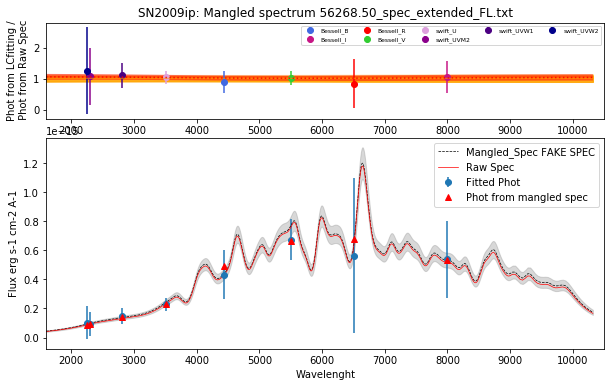 SN2009ip: Mangled spectrum 56268.50_spec_extended_FL.txt
Phot from LCfitting /
Phot from Raw Spec
2
1
0
Bessell_B
Bessell_R
swift_U
swift_UVW1
swift_UVW2
Bessell_I
Bessell_V
swift_UVM2
2000 3000 4000 5000 6000 7000 8000 9000 10000
1e−15
Flux erg s-1 cm-2 A-1
1.2
1.0
0.8
0.6
0.4
0.2
0.0
Mangled_Spec FAKE SPEC
Raw Spec
Fitted Phot
Phot from mangled spec
2000 3000 4000 5000 6000 7000 8000 9000 10000
Wavelenght